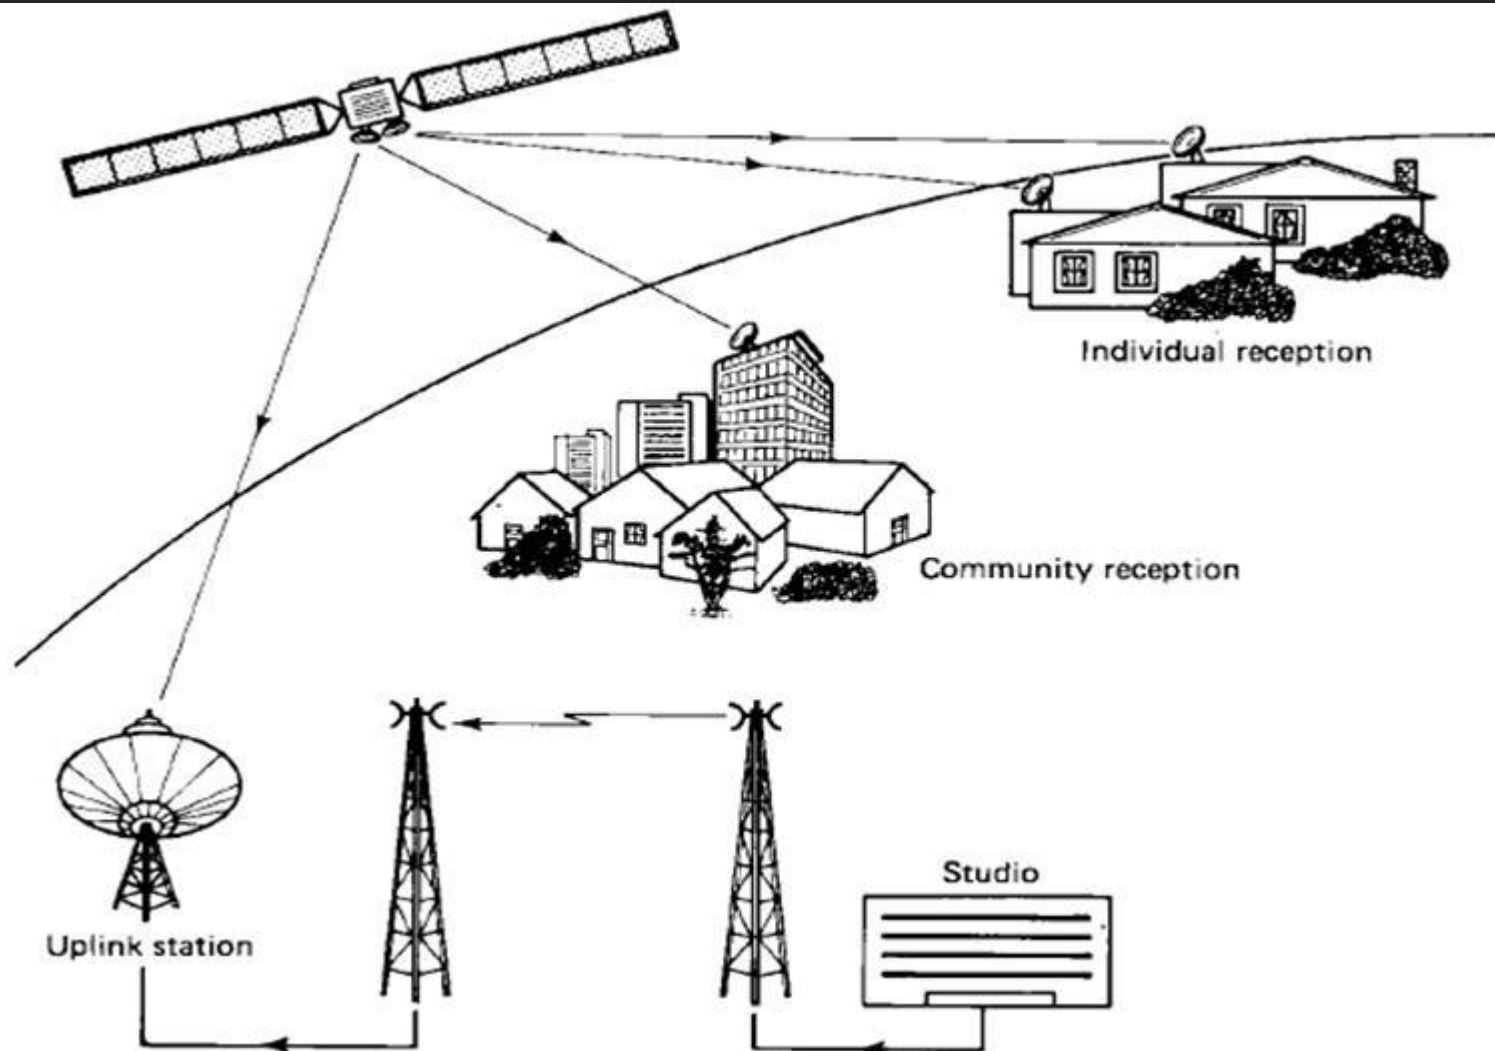 Individual reception
Community reception
Studio
Uplink station